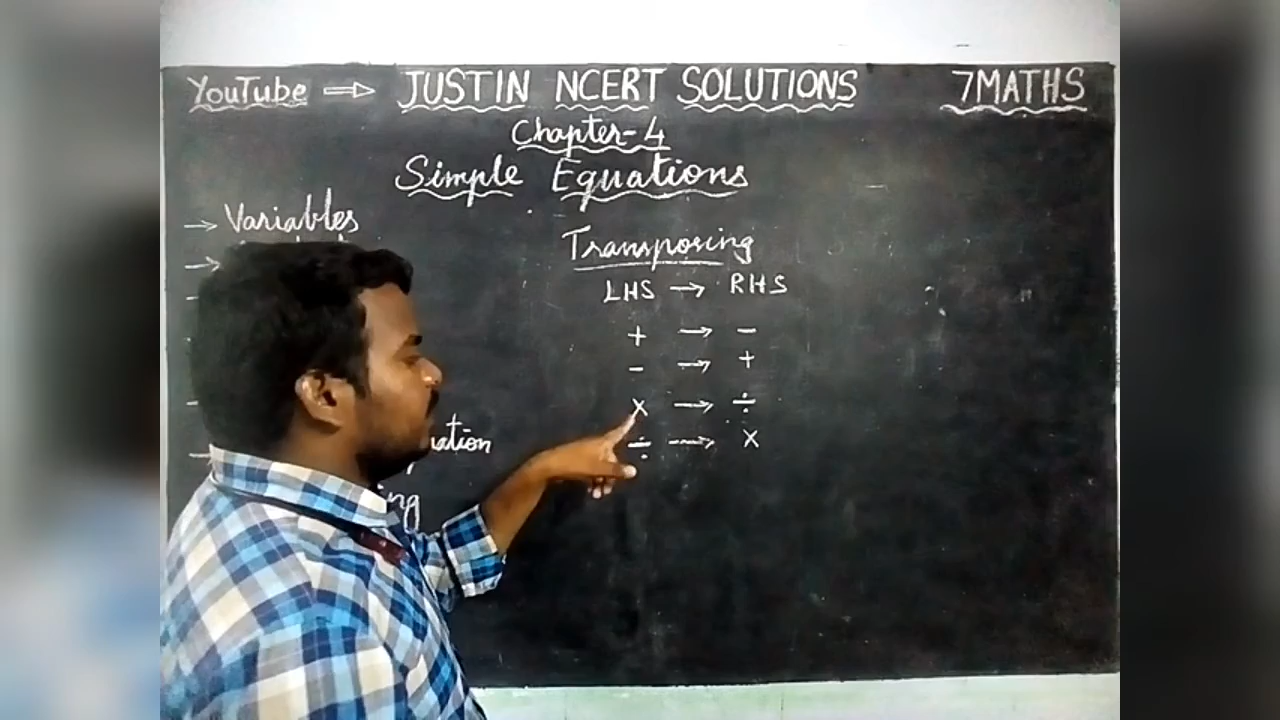 YouTube ⇒ JUSTIN NCERT SOLUTIONS 7MATHS
Chapter-4
Simple Equations
→ Variables
→
Transposing
LHS → RHS
+ → -
- → +
× → ÷
÷ → ×